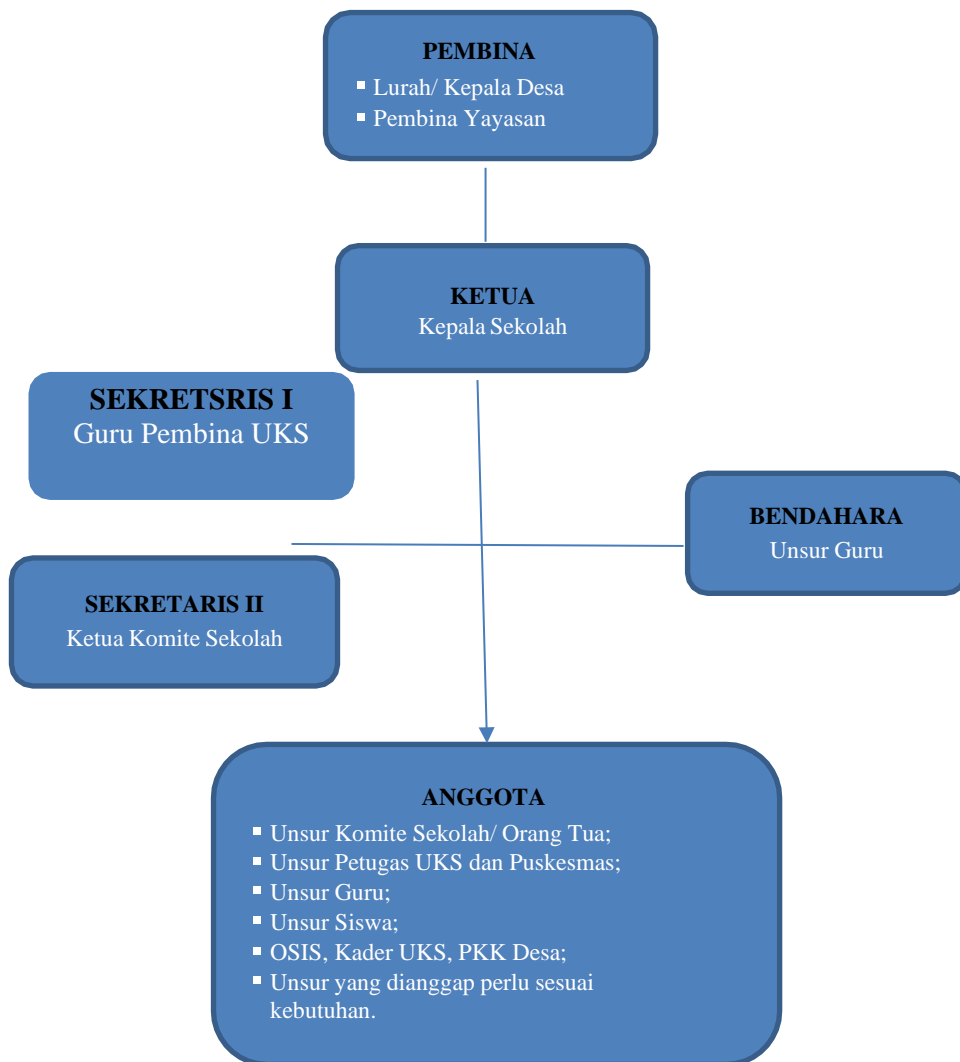 PEMBINA
▪ Lurah/ Kepala Desa
▪ Pembina Yayasan
KETUA
Kepala Sekolah
SEKRETSRIS I
Guru Pembina UKS
BENDAHARA
Unsur Guru
SEKRETARIS II
Ketua Komite Sekolah
ANGGOTA
▪ Unsur Komite Sekolah/ Orang Tua;
▪ Unsur Petugas UKS dan Puskesmas;
▪ Unsur Guru;
▪ Unsur Siswa;
▪ OSIS, Kader UKS, PKK Desa;
▪ Unsur yang dianggap perlu sesuai
kebutuhan.